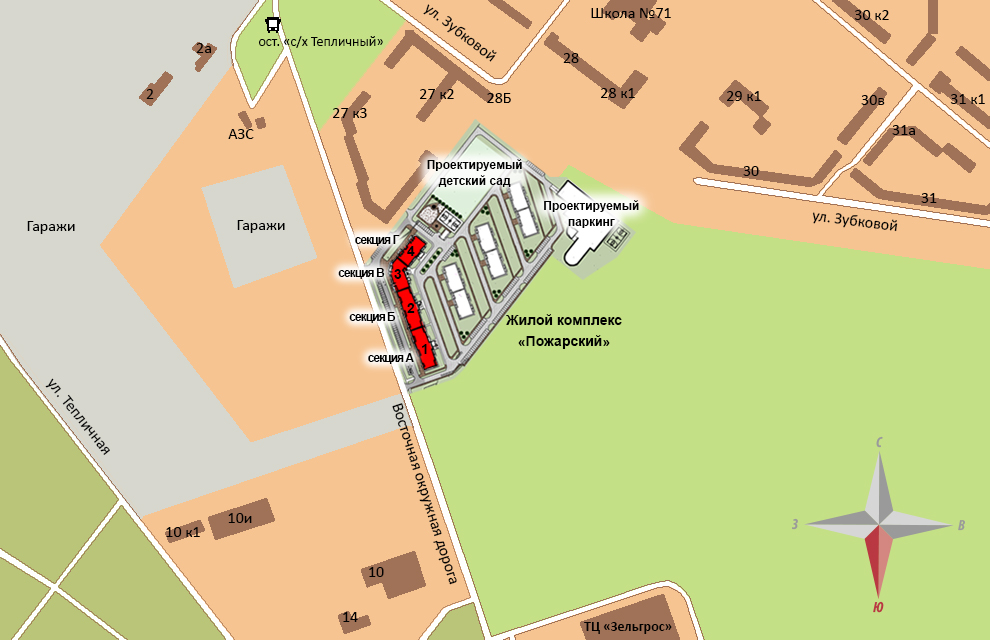 ул. Зубковой
Школа №71
30 к2
ост. «с/х Тепличный»
2а
28
2
27 к2
28Б
28 к1
29 к1
30в
31 к1
27 к3
АЗС
31а
Проектируемый
детский сад
30
31
Проектируемый
паркинг
ул. Зубковой
Гаражи
Гаражи
секция Г
4
секция В
3
2
секция Б
1
секция А
Жилой комплекс
«Пожарский»
ул. Тепличная
Восточная окружная дорога
С
З
В
Ю
10 к1
10и
10
14
ТЦ «Зельгрос»